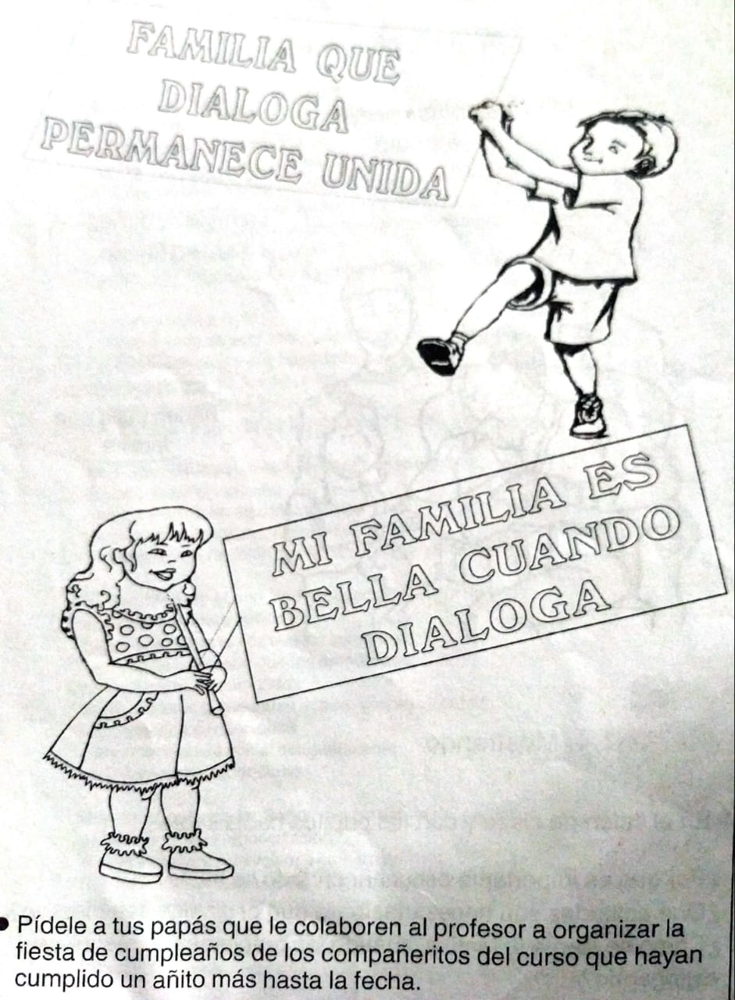 FAMILIA QUE
DIALOGA
PERMANECE UNIDA
MI FAMILIA ES
BELLA CUANDO
DIALOGA
• Pídele a tus papás que le colaboren al profesor a organizar la
fiesta de cumpleaños de los compañeritos del curso que hayan
cumplido un añito más hasta la fecha.